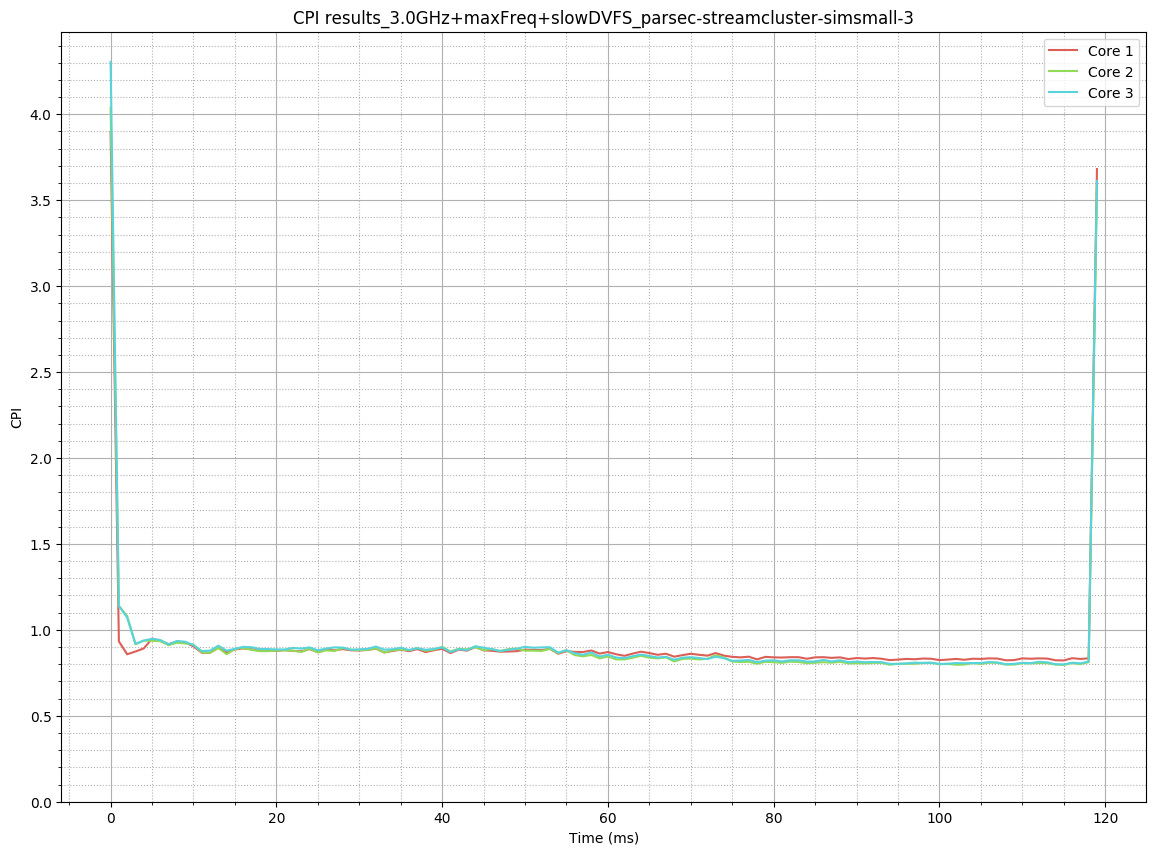 CPI results_3.0GHz+maxFreq+slowDVFS_parsec-streamcluster-simsmall-3
Core 1
Core 2
Core 3
4.0
3.5
3.0
2.5
2.0
1.5
1.0
0.5
0.0
CPI
0 20 40 60 80 100 120
Time (ms)